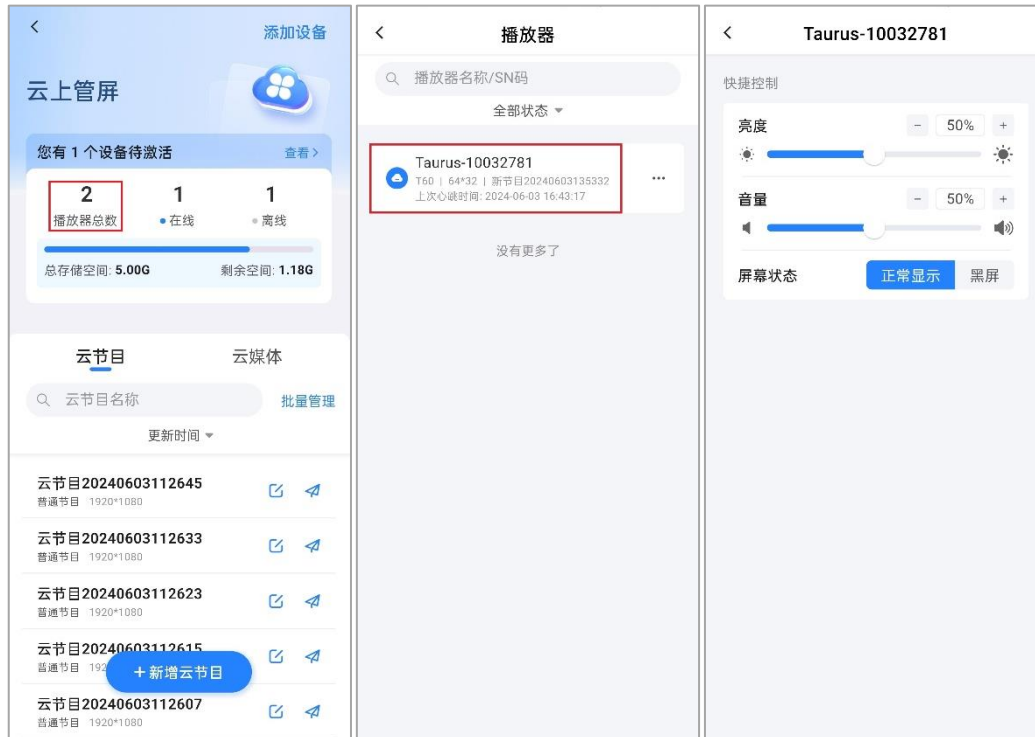 添加设备
云上管屏
您有 1 个设备待激活 查看 >
2 1 1
播放器总数 在线 离线
总存储空间: 5.00G 剩余空间: 1.18G
云节目 云媒体
云节目名称 批量管理
更新时间
云节目20240603112645
普通节目 1920*1080
云节目20240603112633
普通节目 1920*1080
云节目20240603112623
普通节目 1920*1080
云节目20240603112615
普通节目 192
+新增云节目
云节目20240603112607
普通节目 1920*1080
播放器
播放器名称/SN码
全部状态
Taurus-10032781
T60 | 64*32 | 新节目20240603135332
上次心跳时间: 2024-06-03 16:43:17
没有更多了
Taurus-10032781
快捷控制
亮度 - 50% +
音量 - 50% +
屏幕状态 正常显示 黑屏